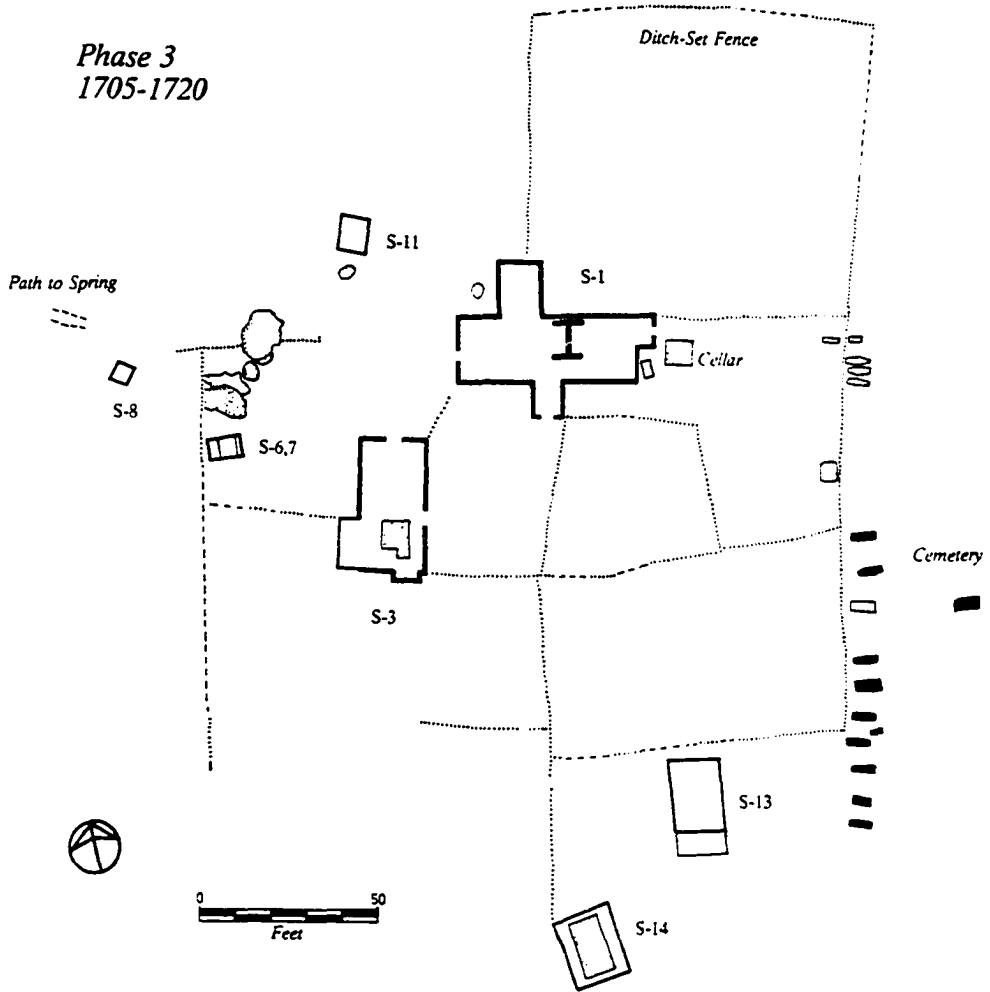 Ditch-Set Fence
Phase 3
1705-1720
S-11
S-1
Path to Spring
Cellar
S-8
S-6,7
Cemetery
S-3
S-13
0 50
Feet
S-14